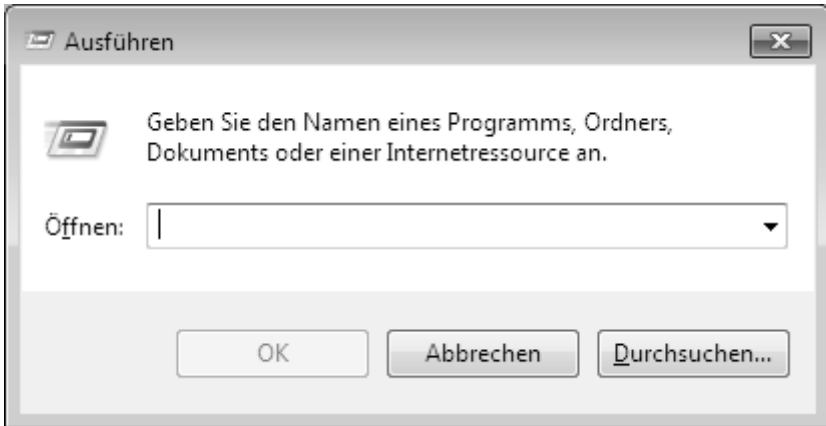 Ausführen
Geben Sie den Namen eines Programms, Ordners,
Dokuments oder einer Internetressource an.
Öffnen:
OK Abbrechen Durchsuchen...